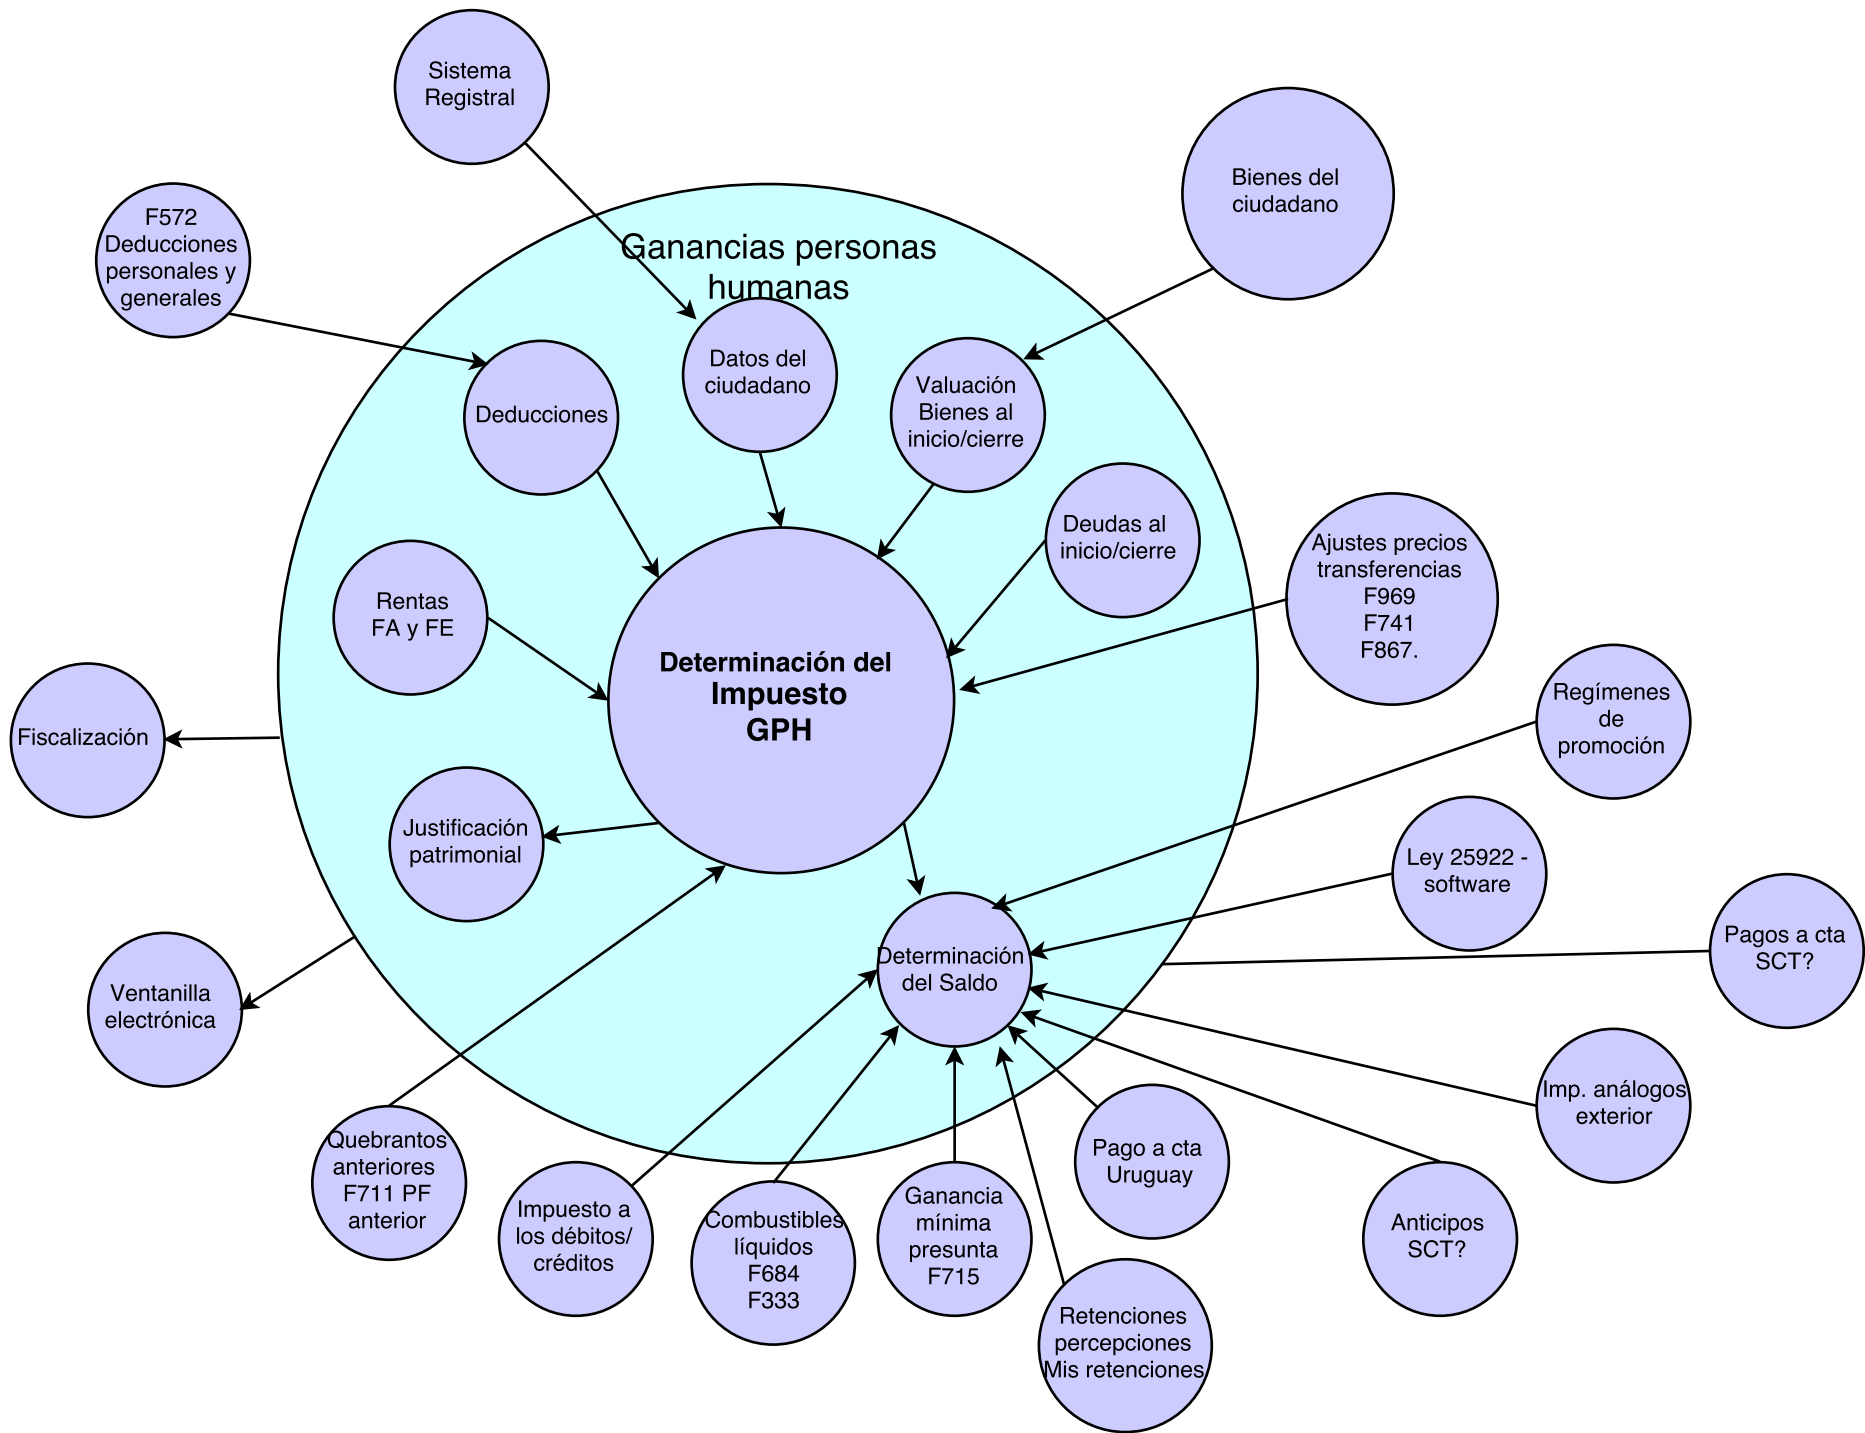 Sistema
Registral
Bienes del
ciudadano
F572
Deducciones
personales y
generales
Ganancias personas
humanas
Datos del
ciudadano
Deducciones
Valuación
Bienes al
inicio/cierre
Deudas al
inicio/cierre
Ajustes precios
transferencias
F969
F741
F867.
Rentas
FA y FE
Determinación del
Impuesto
GPH
Regímenes
de
promoción
Fiscalización
Justificación
patrimonial
Ley 25922 -
software
Pagos a cta
SCT?
Determinación
del Saldo
Ventanilla
electrónica
Imp. análogos
exterior
Quebrantos
anteriores
F711 PF
anterior
Impuesto a
los débitos/
créditos
Combustibles
líquidos
F684
F333
Ganancia
mínima
presunta
F715
Pago a cta
Uruguay
Anticipos
SCT?
Retenciones
percepciones
Mis retenciones